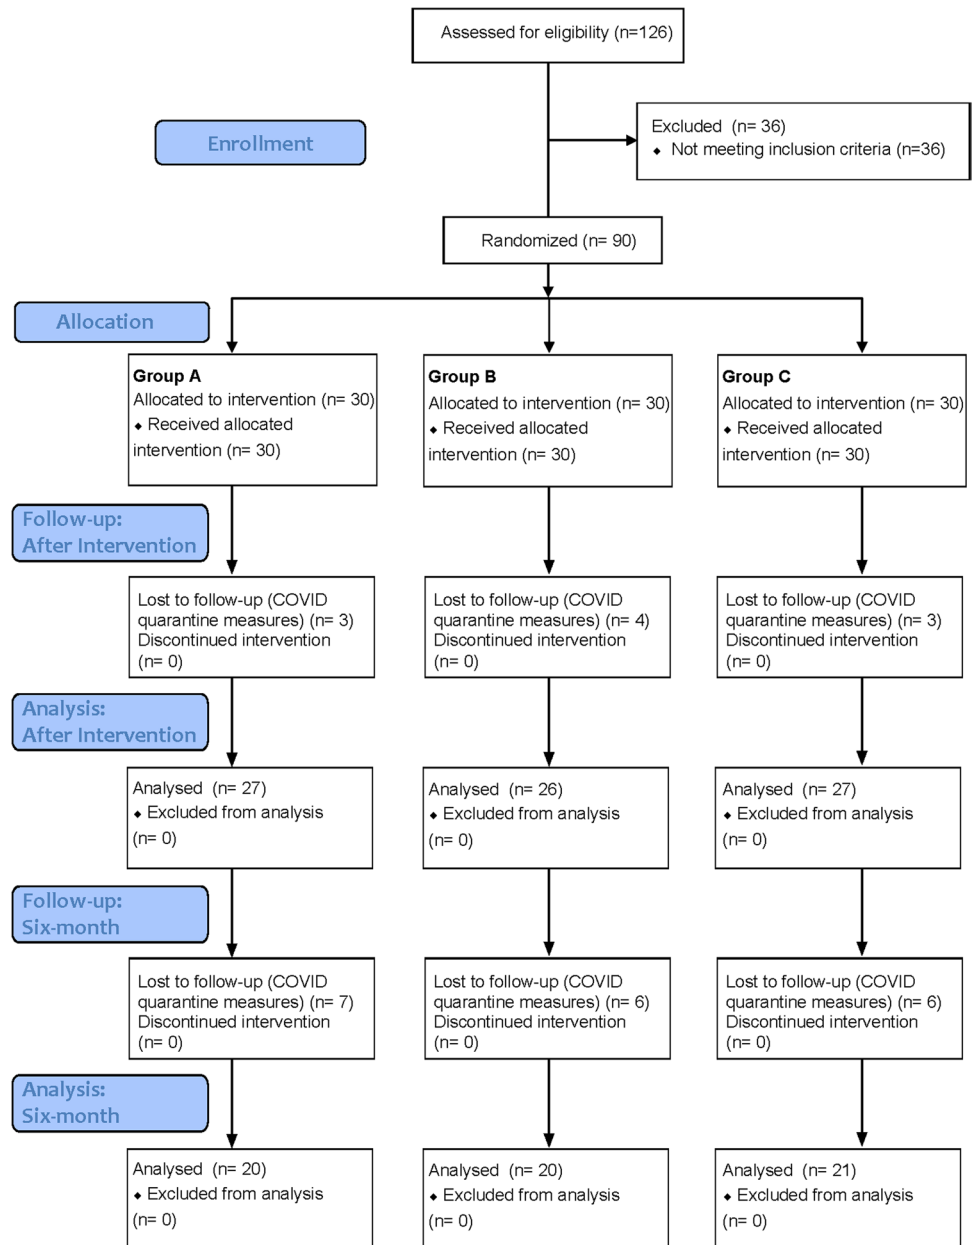 Assessed for eligibility (n=126)
Enrollment
Excluded (n= 36)
♦ Not meeting inclusion criteria (n=36)
Randomized (n= 90)
Allocation
Group A
Allocated to intervention (n= 30)
♦ Received allocated
intervention (n= 30)
Group B
Allocated to intervention (n= 30)
♦ Received allocated
intervention (n= 30)
Group C
Allocated to intervention (n= 30)
♦ Received allocated
intervention (n= 30)
Follow-up:
After Intervention
Lost to follow-up (COVID
quarantine measures) (n= 3)
Discontinued intervention
(n= 0)
Lost to follow-up (COVID
quarantine measures) (n= 4)
Discontinued intervention
(n= 0)
Lost to follow-up (COVID
quarantine measures) (n= 3)
Discontinued intervention
(n= 0)
Analysis:
After Intervention
Analysed (n= 27)
♦ Excluded from analysis
(n= 0)
Analysed (n= 26)
♦ Excluded from analysis
(n= 0)
Analysed (n= 27)
♦ Excluded from analysis
(n= 0)
Follow-up:
Six-month
Lost to follow-up (COVID
quarantine measures) (n= 7)
Discontinued intervention
(n= 0)
Lost to follow-up (COVID
quarantine measures) (n= 6)
Discontinued intervention
(n= 0)
Lost to follow-up (COVID
quarantine measures) (n= 6)
Discontinued intervention
(n= 0)
Analysis:
Six-month
Analysed (n= 20)
♦ Excluded from analysis
(n= 0)
Analysed (n= 20)
♦ Excluded from analysis
(n= 0)
Analysed (n= 21)
♦ Excluded from analysis
(n= 0)